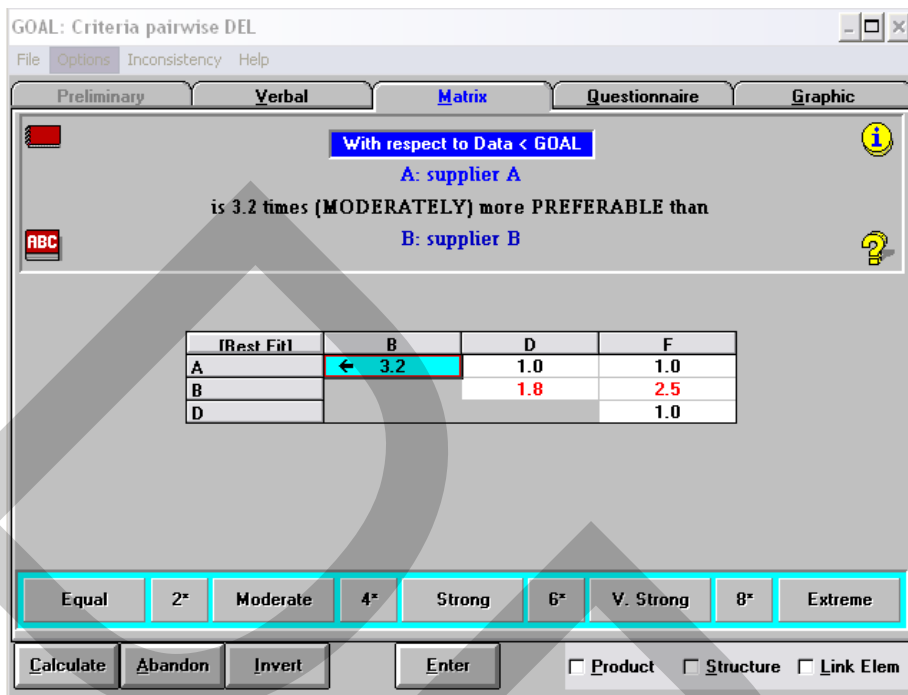 GOAL: Criteria pairwise DEL
File Options Inconsistency Help
Preliminary Verbal Matrix Questionnaire Graphic
With respect to Data < GOAL
A: supplier A
is 3.2 times (MODERATELY) more PREFERABLE than
ABC B: supplier B
[Best Fit] B D F
A ← 3.2 1.0 1.0
B 1.8 2.5
D 1.0
Equal 2* Moderate 4* Strong 6* V. Strong 8* Extreme
Calculate Abandon Invert Enter Product Structure Link Elem